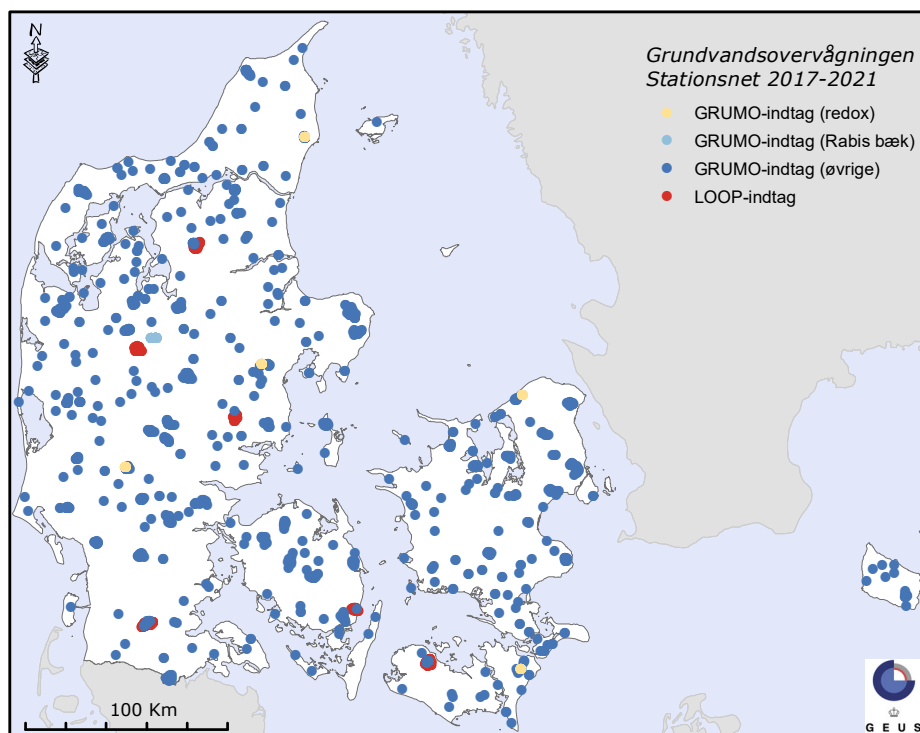 N
Grundvandsovervågningen
Stationsnet 2017-2021
GRUMO-indtag (redox)
GRUMO-indtag (Rabis bæk)
GRUMO-indtag (øvrige)
LOOP-indtag
100 Km
G E U S